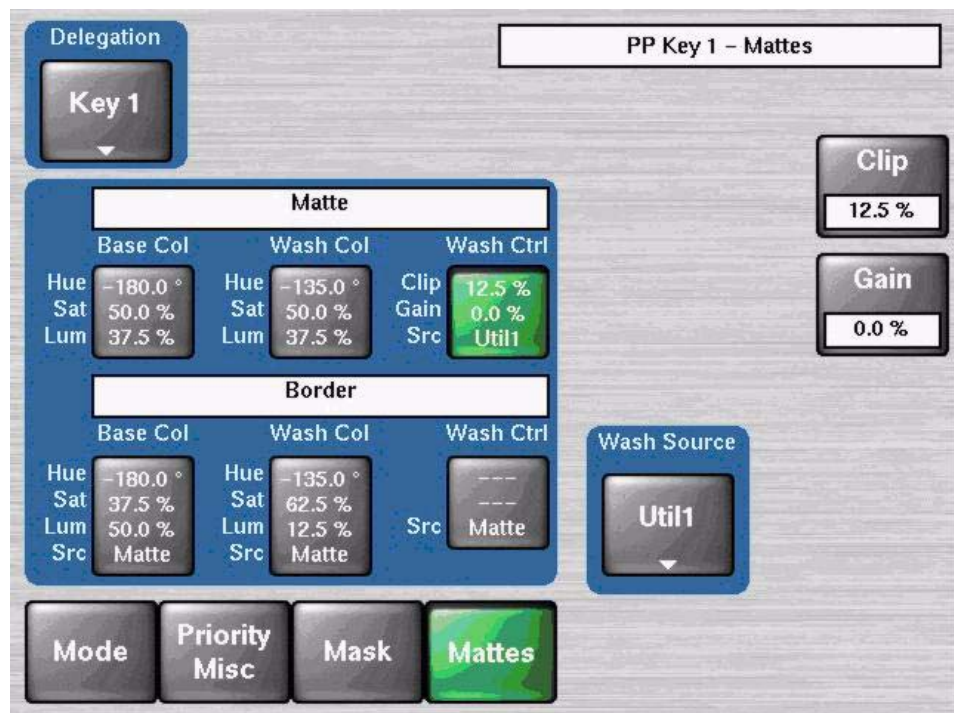 Delegation
PP Key 1 – Mattes
Key 1
Clip
12.5 %
Matte
Base Col Wash Col Wash Ctrl
Hue −180.0 ° Hue −135.0 ° Clip 12.5 %
Sat 50.0 % Sat 50.0 % Gain 0.0 %
Lum 37.5 % Lum 37.5 % Src Util1
Gain
0.0 %
Border
Base Col Wash Col Wash Ctrl
Hue −180.0 ° Hue −135.0 ° ---
Sat 37.5 % Sat 62.5 % ---
Lum 50.0 % Lum 12.5 % Src Matte
Src Matte Src Matte
Wash Source
Util1
Mode Priority Misc Mask Mattes